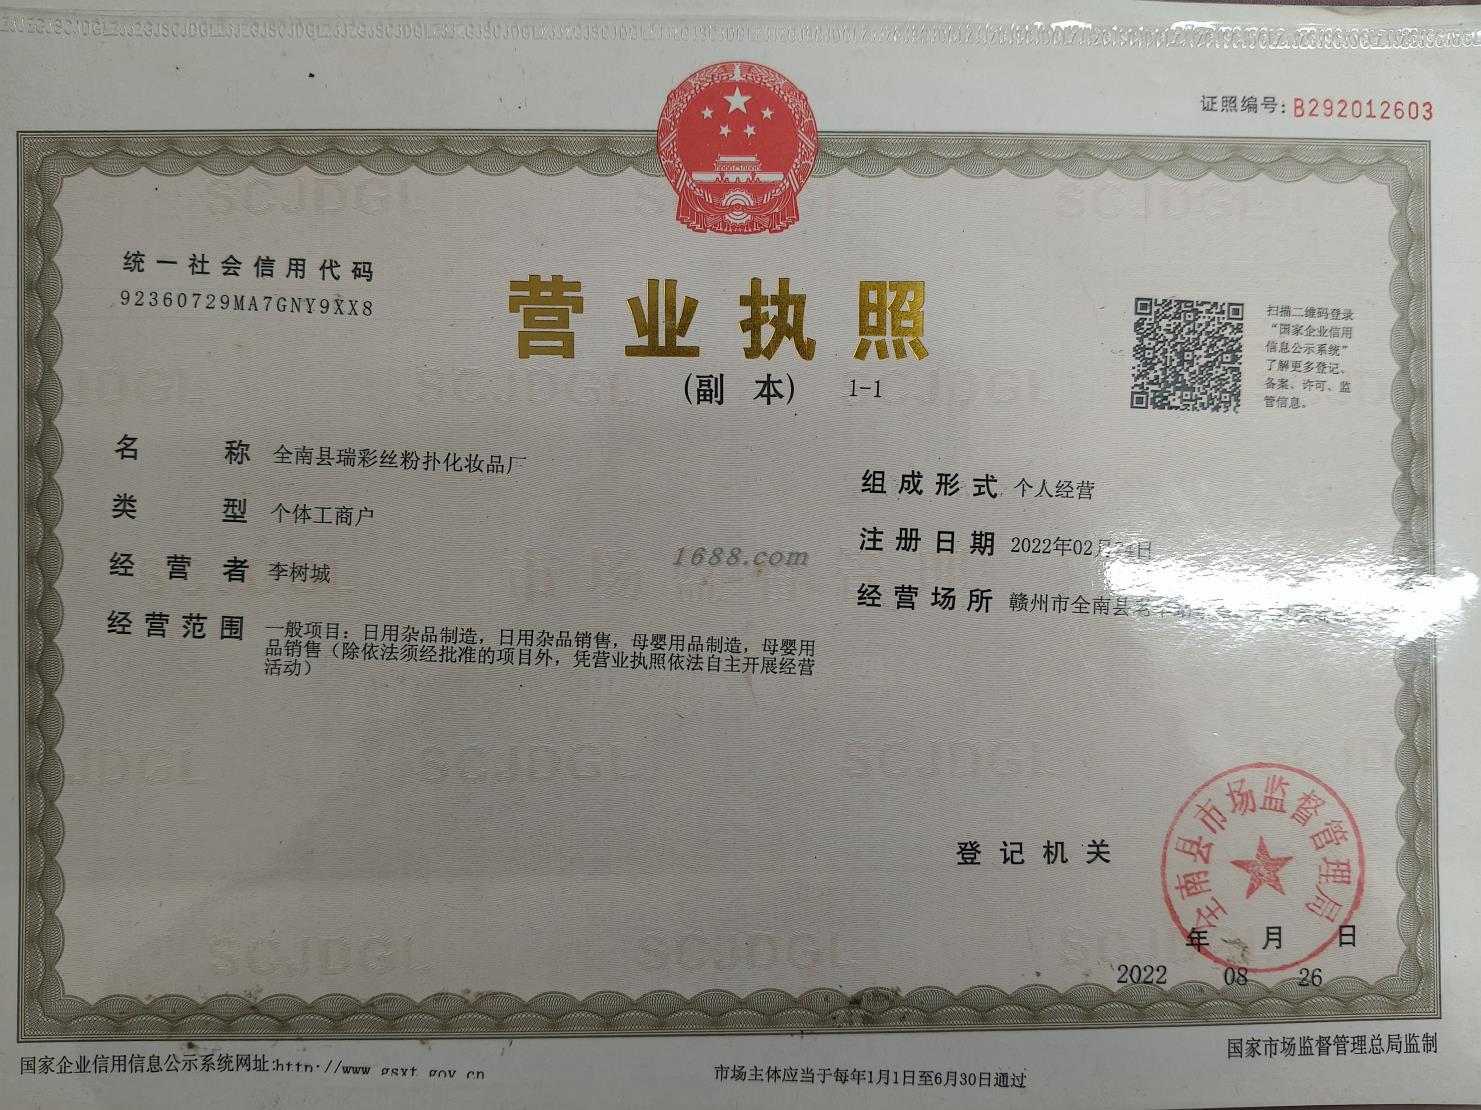 证照编号:B292012603
统一社会信用代码
92360729MA7GNY9XX8
营业执照
(副 本) 1-1
扫描二维码登录
“国家企业信用
信息公示系统”
了解更多登记、
备案、许可、监
管信息。
名 称 全南县瑞彩丝粉扑化妆品厂
类 型 个体工商户
经营者 李树城
经营范围 一般项目：日用杂品制造，日用杂品销售，母婴用品制造，母婴用
品销售（除依法须经批准的项目外，凭营业执照依法自主开展经营
活动）
组成形式 个人经营
注册日期 2022年02月24日
经营场所 赣州市全南县
1688.com
登记机关
全南县市场监督管理局
年 月 日
2022 08 26
国家企业信用信息公示系统网址:http://www.gsxt.gov.cn
市场主体应当于每年1月1日至6月30日通过
国家市场监督管理总局监制
SCJDGL